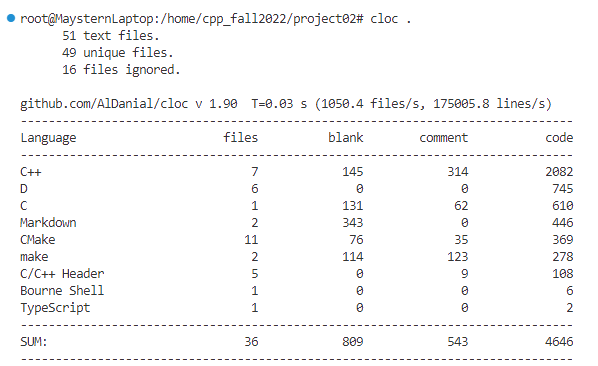 root@MaysternLaptop:/home/cpp_fall2022/project02# cloc .
      51 text files.
      49 unique files.
      16 files ignored.
github.com/AlDanial/cloc v 1.90  T=0.03 s (1050.4 files/s, 175005.8 lines/s)
-------------------------------------------------------------------------------
Language                     files          blank        comment           code
-------------------------------------------------------------------------------
C++                              7            145            314           2082
D                                6              0              0            745
C                                1            131             62            610
Markdown                         2            343              0            446
CMake                           11             76             35            369
make                             2            114            123            278
C/C++ Header                     5              0              9            108
Bourne Shell                     1              0              0              6
TypeScript                       1              0              0              2
-------------------------------------------------------------------------------
SUM:                            36            809            543           4646
-------------------------------------------------------------------------------